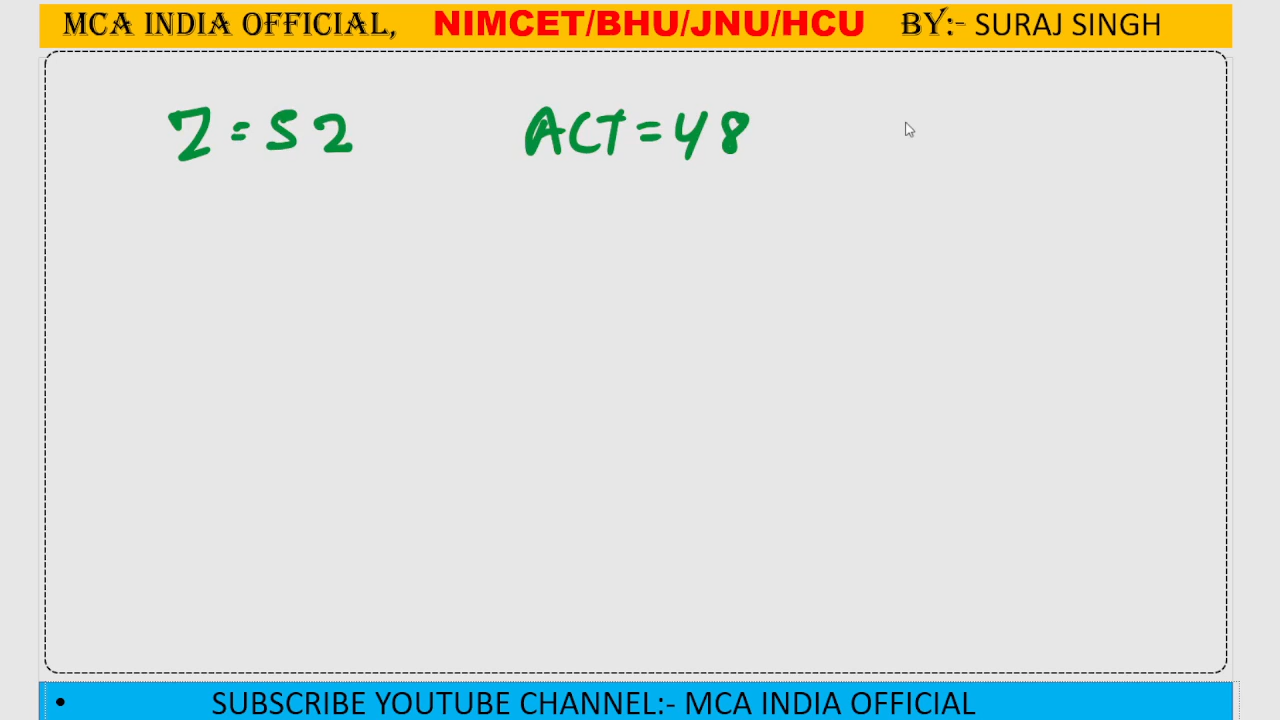 MCA INDIA OFFICIAL, NIMCET/BHU/JNU/HCU BY:- SURAJ SINGH
Z = 52 ACT = 48
• SUBSCRIBE YOUTUBE CHANNEL:- MCA INDIA OFFICIAL